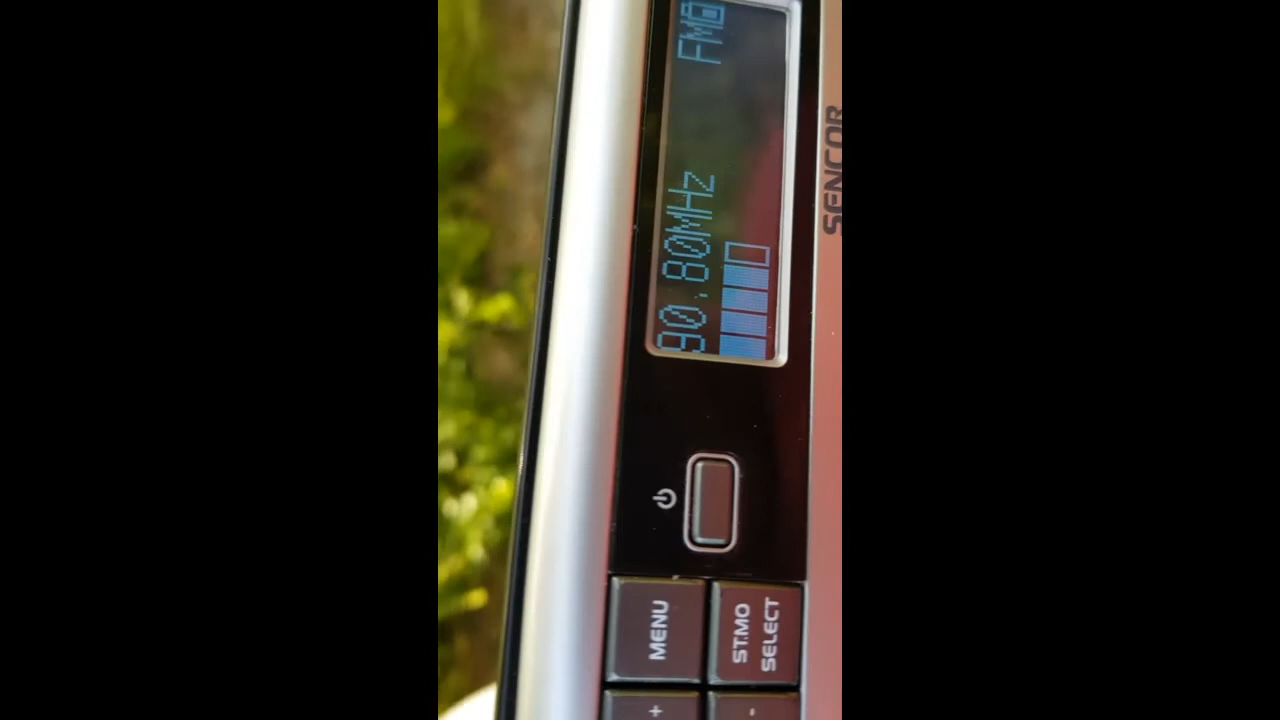 90.80MHz FM
SENCOR
MENU
ST.MO
SELECT
+
-